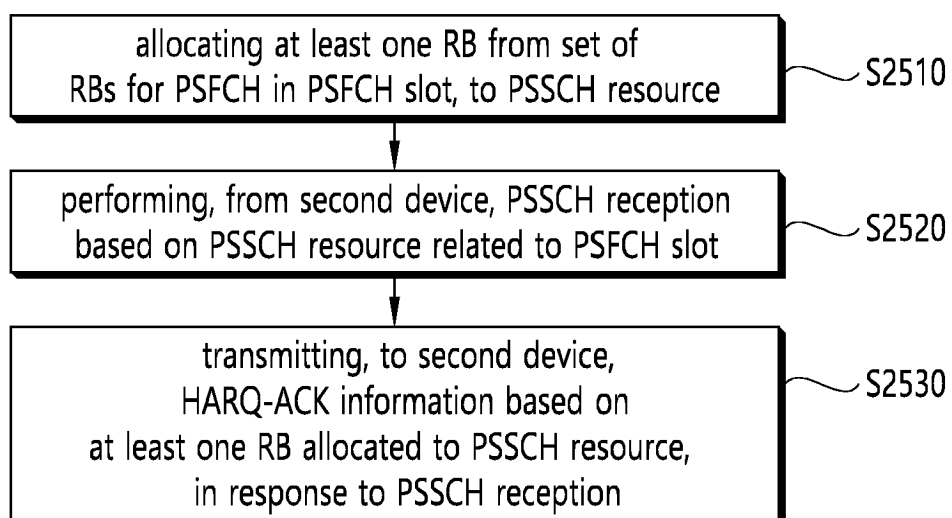 allocating at least one RB from set of
RBs for PSFCH in PSFCH slot, to PSSCH resource
S2510
performing, from second device, PSSCH reception
based on PSSCH resource related to PSFCH slot
S2520
transmitting, to second device,
HARQ-ACK information based on
at least one RB allocated to PSSCH resource,
in response to PSSCH reception
S2530